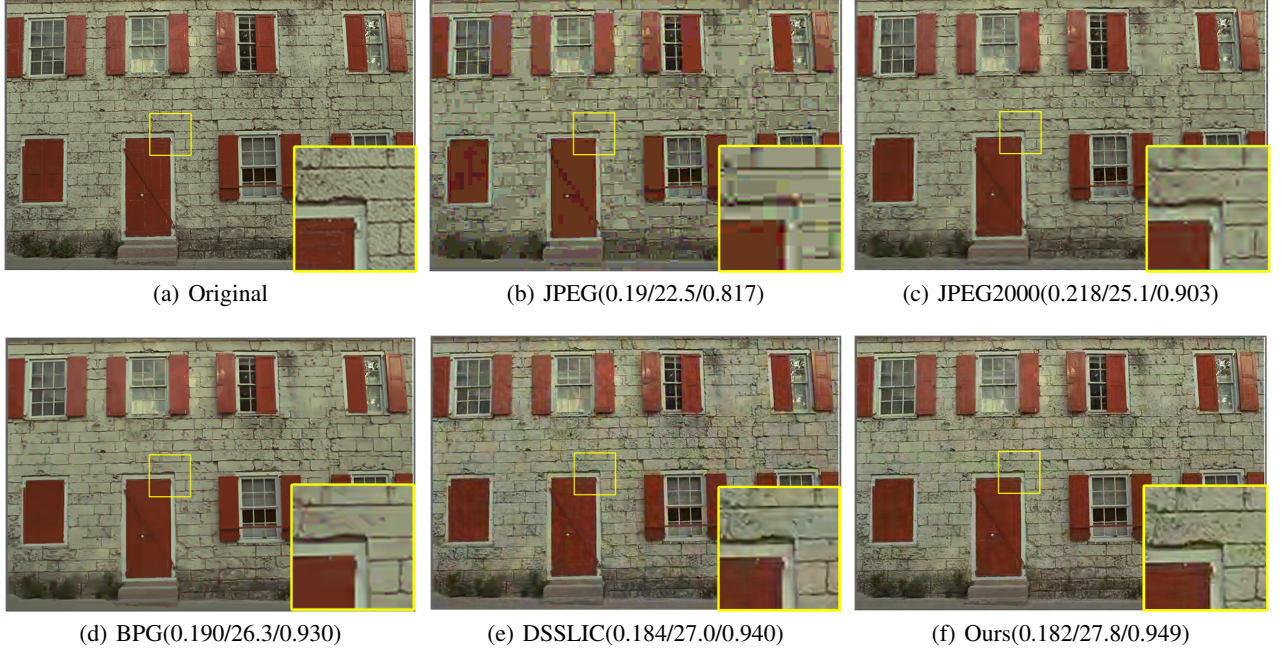 (a) Original
(b) JPEG(0.19/22.5/0.817)
(c) JPEG2000(0.218/25.1/0.903)
(d) BPG(0.190/26.3/0.930)
(e) DSSLIC(0.184/27.0/0.940)
(f) Ours(0.182/27.8/0.949)